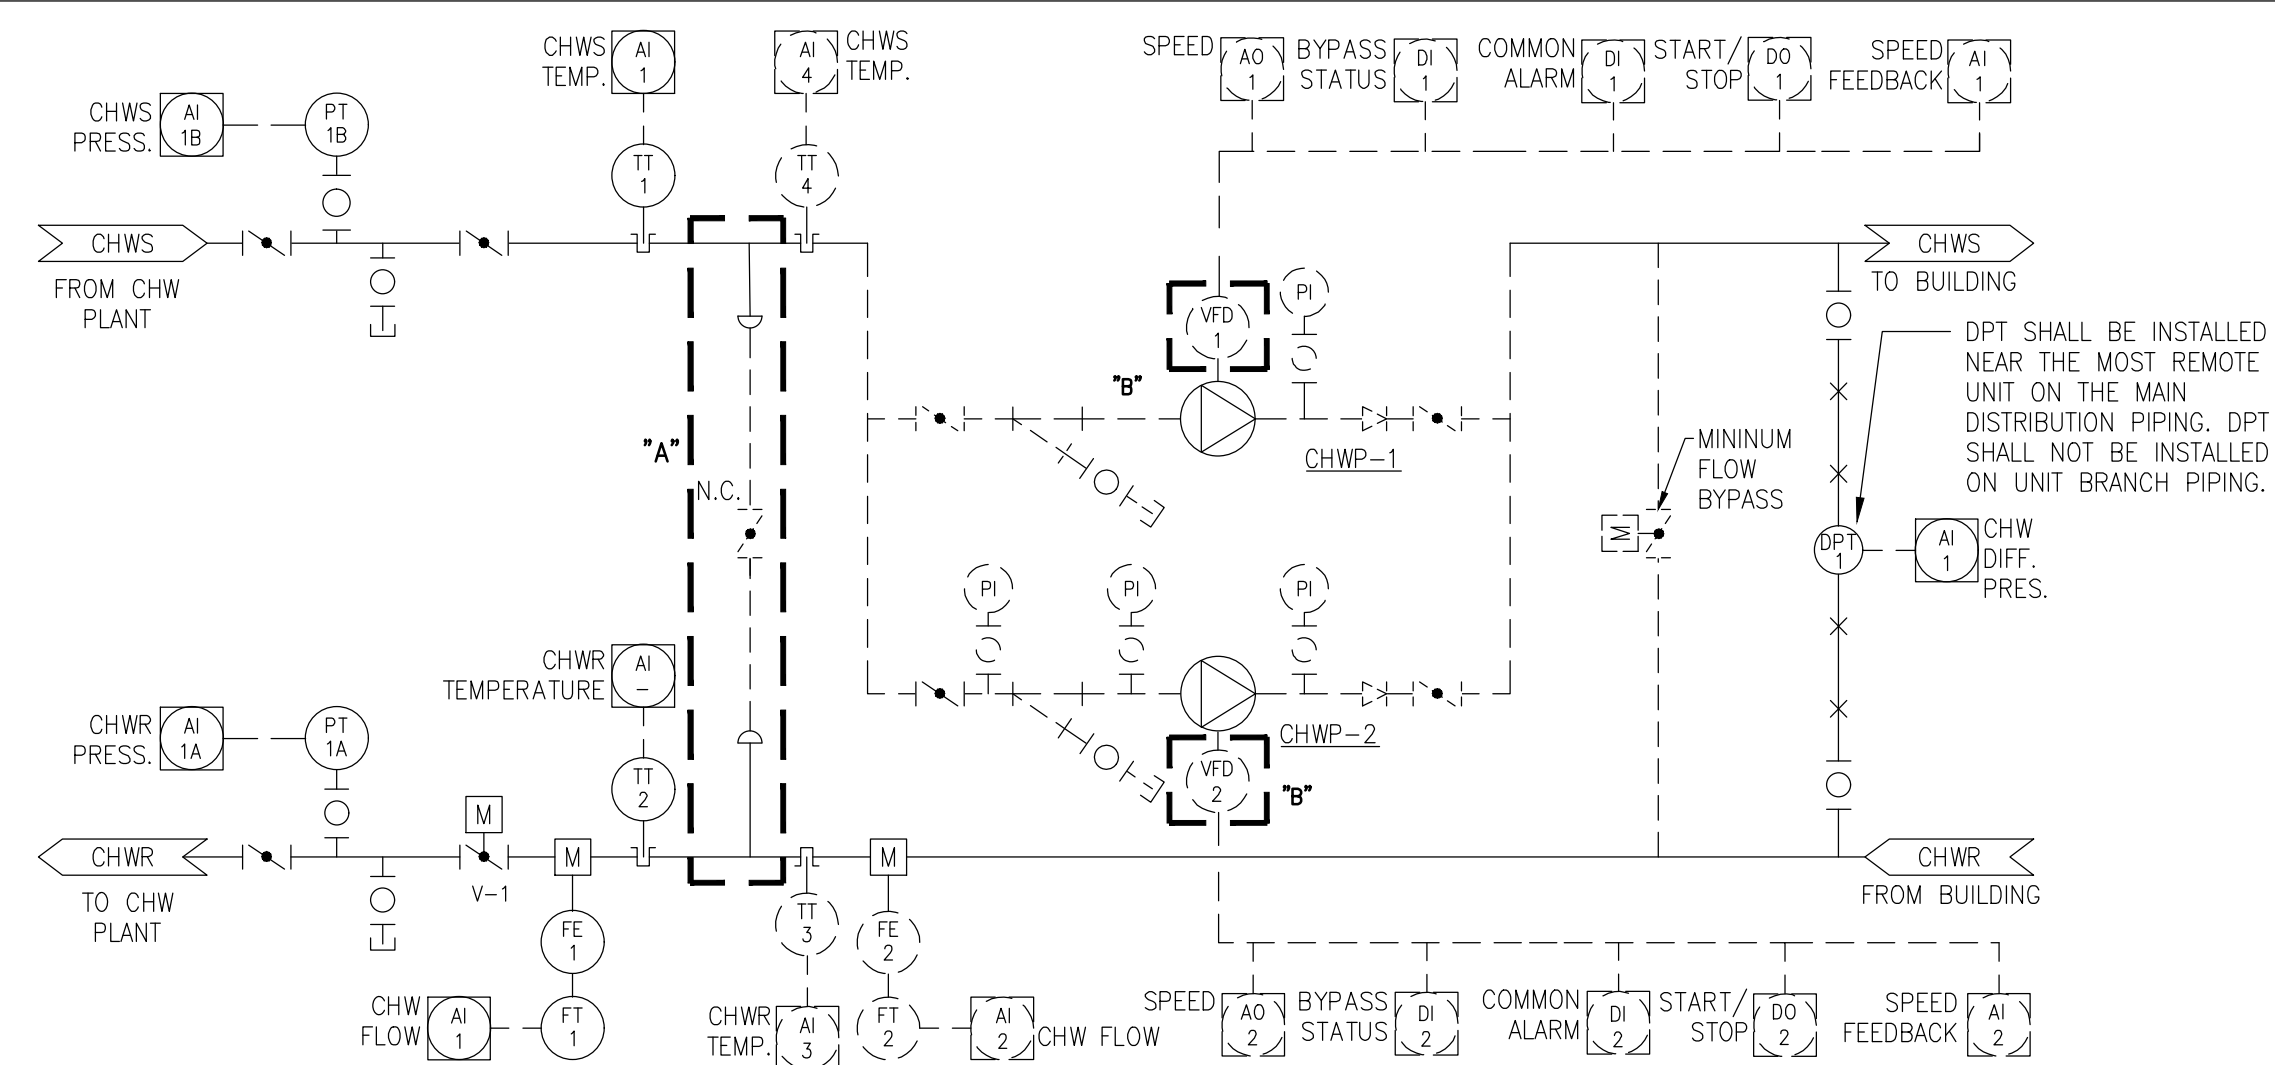 CHWS
TEMP.
AI
1
AI
4
CHWS
TEMP.
SPEED
AO
1
BYPASS
STATUS
DI
1
COMMON
ALARM
DI
1
START/
STOP
DO
1
SPEED
FEEDBACK
AI
1
CHWS
PRESS.
AI
1B
PT
1B
TT
1
TT
4
CHWS
FROM CHW
PLANT
CHWS
TO BUILDING
VFD
1
PI
"B"
CHWP-1
"A"
N.C.
MININUM
FLOW
BYPASS
M
DPT SHALL BE INSTALLED
NEAR THE MOST REMOTE
UNIT ON THE MAIN
DISTRIBUTION PIPING. DPT
SHALL NOT BE INSTALLED
ON UNIT BRANCH PIPING.
DPT
1
AI
1
CHW
DIFF.
PRES.
PI
PI
PI
CHWR
TEMPERATURE
AI
-
CHWR
PRESS.
AI
1A
PT
1A
TT
2
CHWP-2
VFD
2
"B"
CHWR
TO CHW
PLANT
M
V-1
M
M
CHWR
FROM BUILDING
FE
1
TT
3
FE
2
CHW
FLOW
AI
1
FT
1
CHWR
TEMP.
AI
3
FT
2
AI
2
CHW FLOW
SPEED
AO
2
BYPASS
STATUS
DI
2
COMMON
ALARM
DI
2
START/
STOP
DO
2
SPEED
FEEDBACK
AI
2